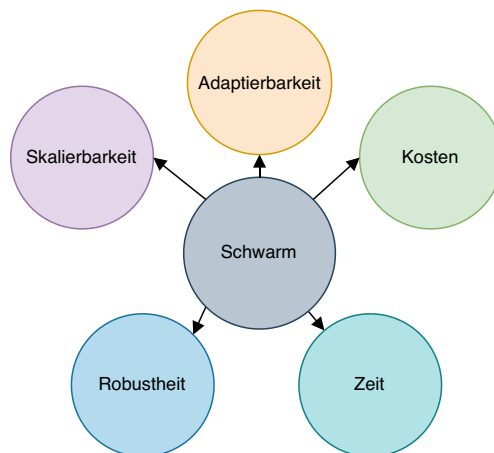 Adaptierbarkeit
Skalierbarkeit
Kosten
Schwarm
Robustheit
Zeit